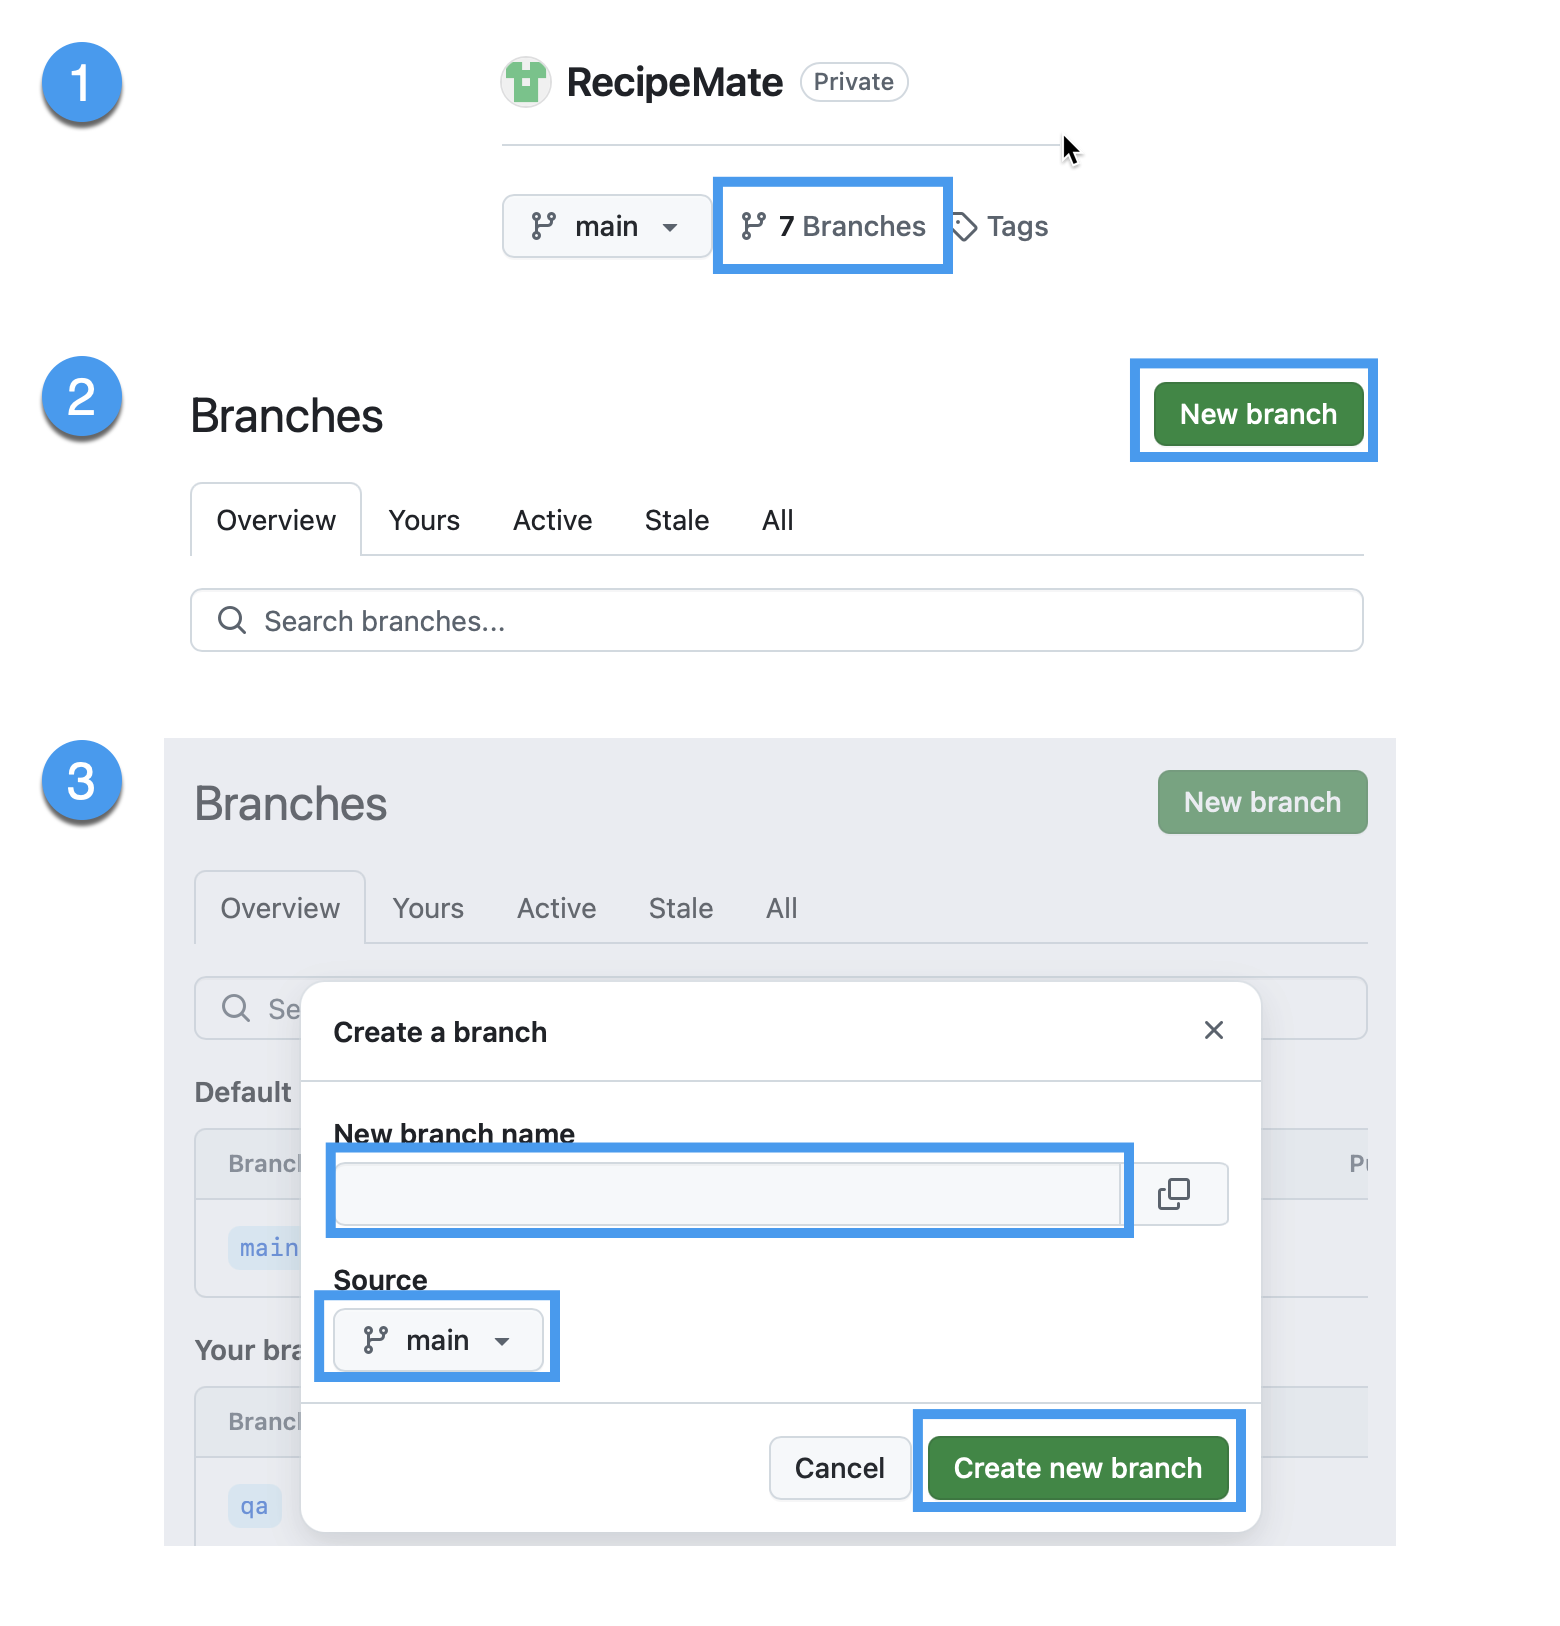 1
RecipeMate Private
main 7 Branches Tags
2
Branches New branch
Overview Yours Active Stale All
Search branches...
3
Branches New branch
Overview Yours Active Stale All
Se
Create a branch
Default
New branch name
Branc
main
Source
main
Your bra
Branc
Cancel Create new branch
qa